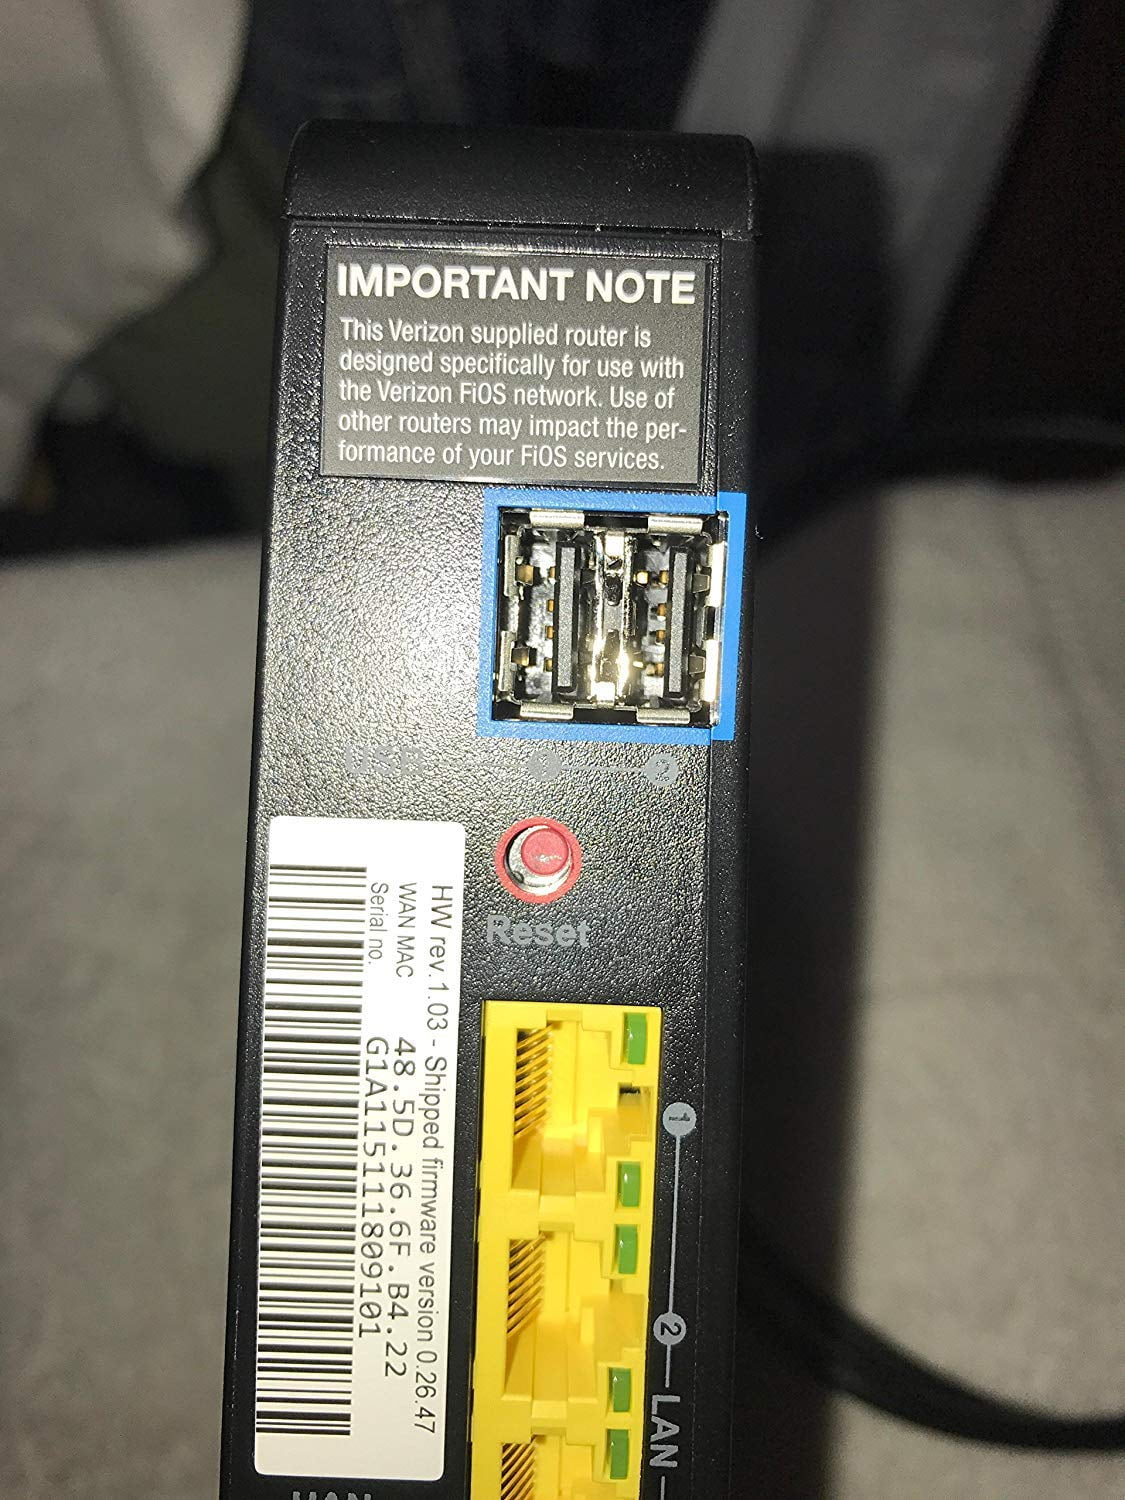 IMPORTANT NOTE
This Verizon supplied router is
designed specifically for use with
the Verizon FiOS network. Use of
other routers may impact the per-
formance of your FiOS services.
USB 1 2
Reset
HW rev.1.03 - Shipped firmware version 0.26.47
WAN MAC 48.5D.36.6F.B4.22
Serial no. G1A115111809101
1
2
LAN